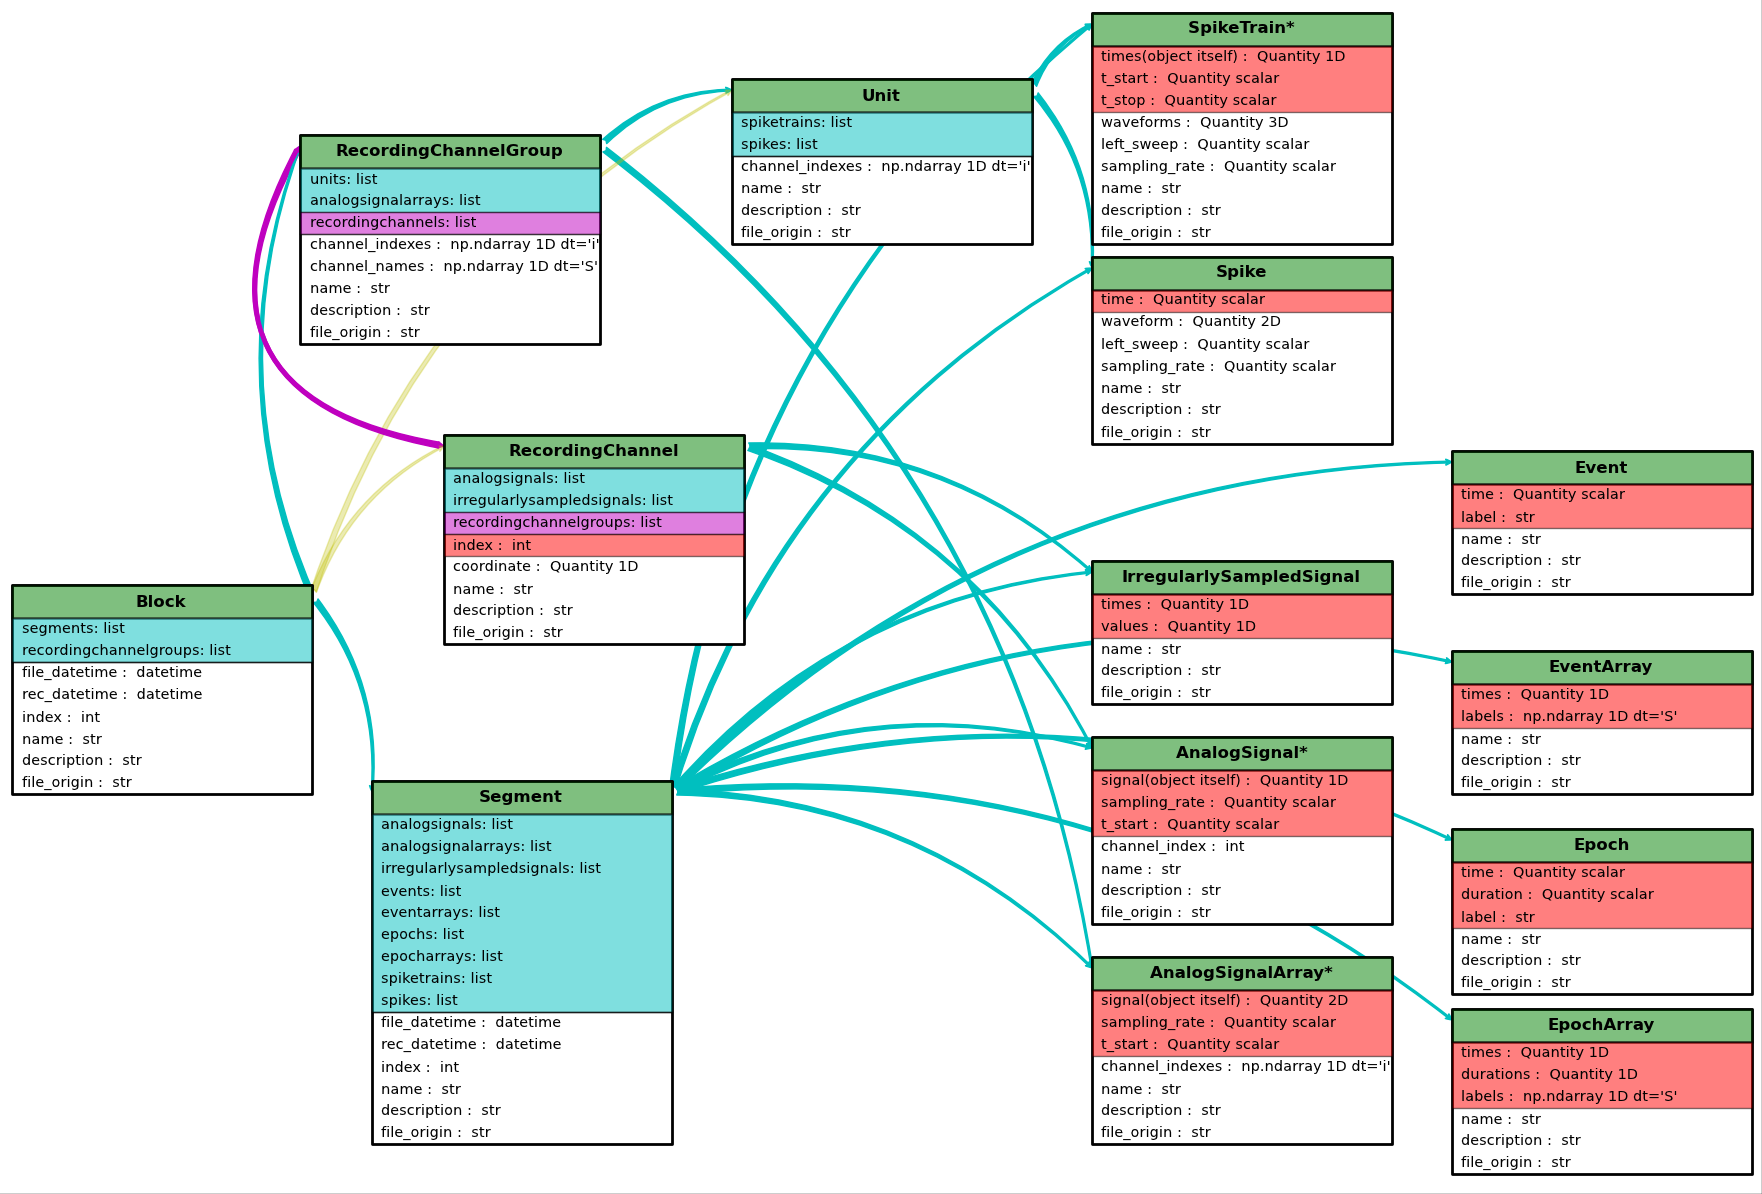 SpikeTrain*
times(object itself) :  Quantity 1D
t_start :  Quantity scalar
t_stop :  Quantity scalar
waveforms :  Quantity 3D
left_sweep :  Quantity scalar
sampling_rate :  Quantity scalar
name :  str
description :  str
file_origin :  str
Unit
spiketrains: list
spikes: list
channel_indexes :  np.ndarray 1D dt='i'
name :  str
description :  str
file_origin :  str
RecordingChannelGroup
units: list
analogsignalarrays: list
recordingchannels: list
channel_indexes :  np.ndarray 1D dt='i'
channel_names :  np.ndarray 1D dt='S'
name :  str
description :  str
file_origin :  str
Spike
time :  Quantity scalar
waveform :  Quantity 2D
left_sweep :  Quantity scalar
sampling_rate :  Quantity scalar
name :  str
description :  str
file_origin :  str
RecordingChannel
analogsignals: list
irregularlysampledsignals: list
recordingchannelgroups: list
index :  int
coordinate :  Quantity 1D
name :  str
description :  str
file_origin :  str
Event
time :  Quantity scalar
label :  str
name :  str
description :  str
file_origin :  str
IrregularlySampledSignal
times :  Quantity 1D
values :  Quantity 1D
name :  str
description :  str
file_origin :  str
Block
segments: list
recordingchannelgroups: list
file_datetime :  datetime
rec_datetime :  datetime
index :  int
name :  str
description :  str
file_origin :  str
EventArray
times :  Quantity 1D
labels :  np.ndarray 1D dt='S'
name :  str
description :  str
file_origin :  str
AnalogSignal*
signal(object itself) :  Quantity 1D
sampling_rate :  Quantity scalar
t_start :  Quantity scalar
channel_index :  int
name :  str
description :  str
file_origin :  str
Segment
analogsignals: list
analogsignalarrays: list
irregularlysampledsignals: list
events: list
eventarrays: list
epochs: list
epocharrays: list
spiketrains: list
spikes: list
file_datetime :  datetime
rec_datetime :  datetime
index :  int
name :  str
description :  str
file_origin :  str
Epoch
time :  Quantity scalar
duration :  Quantity scalar
label :  str
name :  str
description :  str
file_origin :  str
AnalogSignalArray*
signal(object itself) :  Quantity 2D
sampling_rate :  Quantity scalar
t_start :  Quantity scalar
channel_indexes :  np.ndarray 1D dt='i'
name :  str
description :  str
file_origin :  str
EpochArray
times :  Quantity 1D
durations :  Quantity 1D
labels :  np.ndarray 1D dt='S'
name :  str
description :  str
file_origin :  str